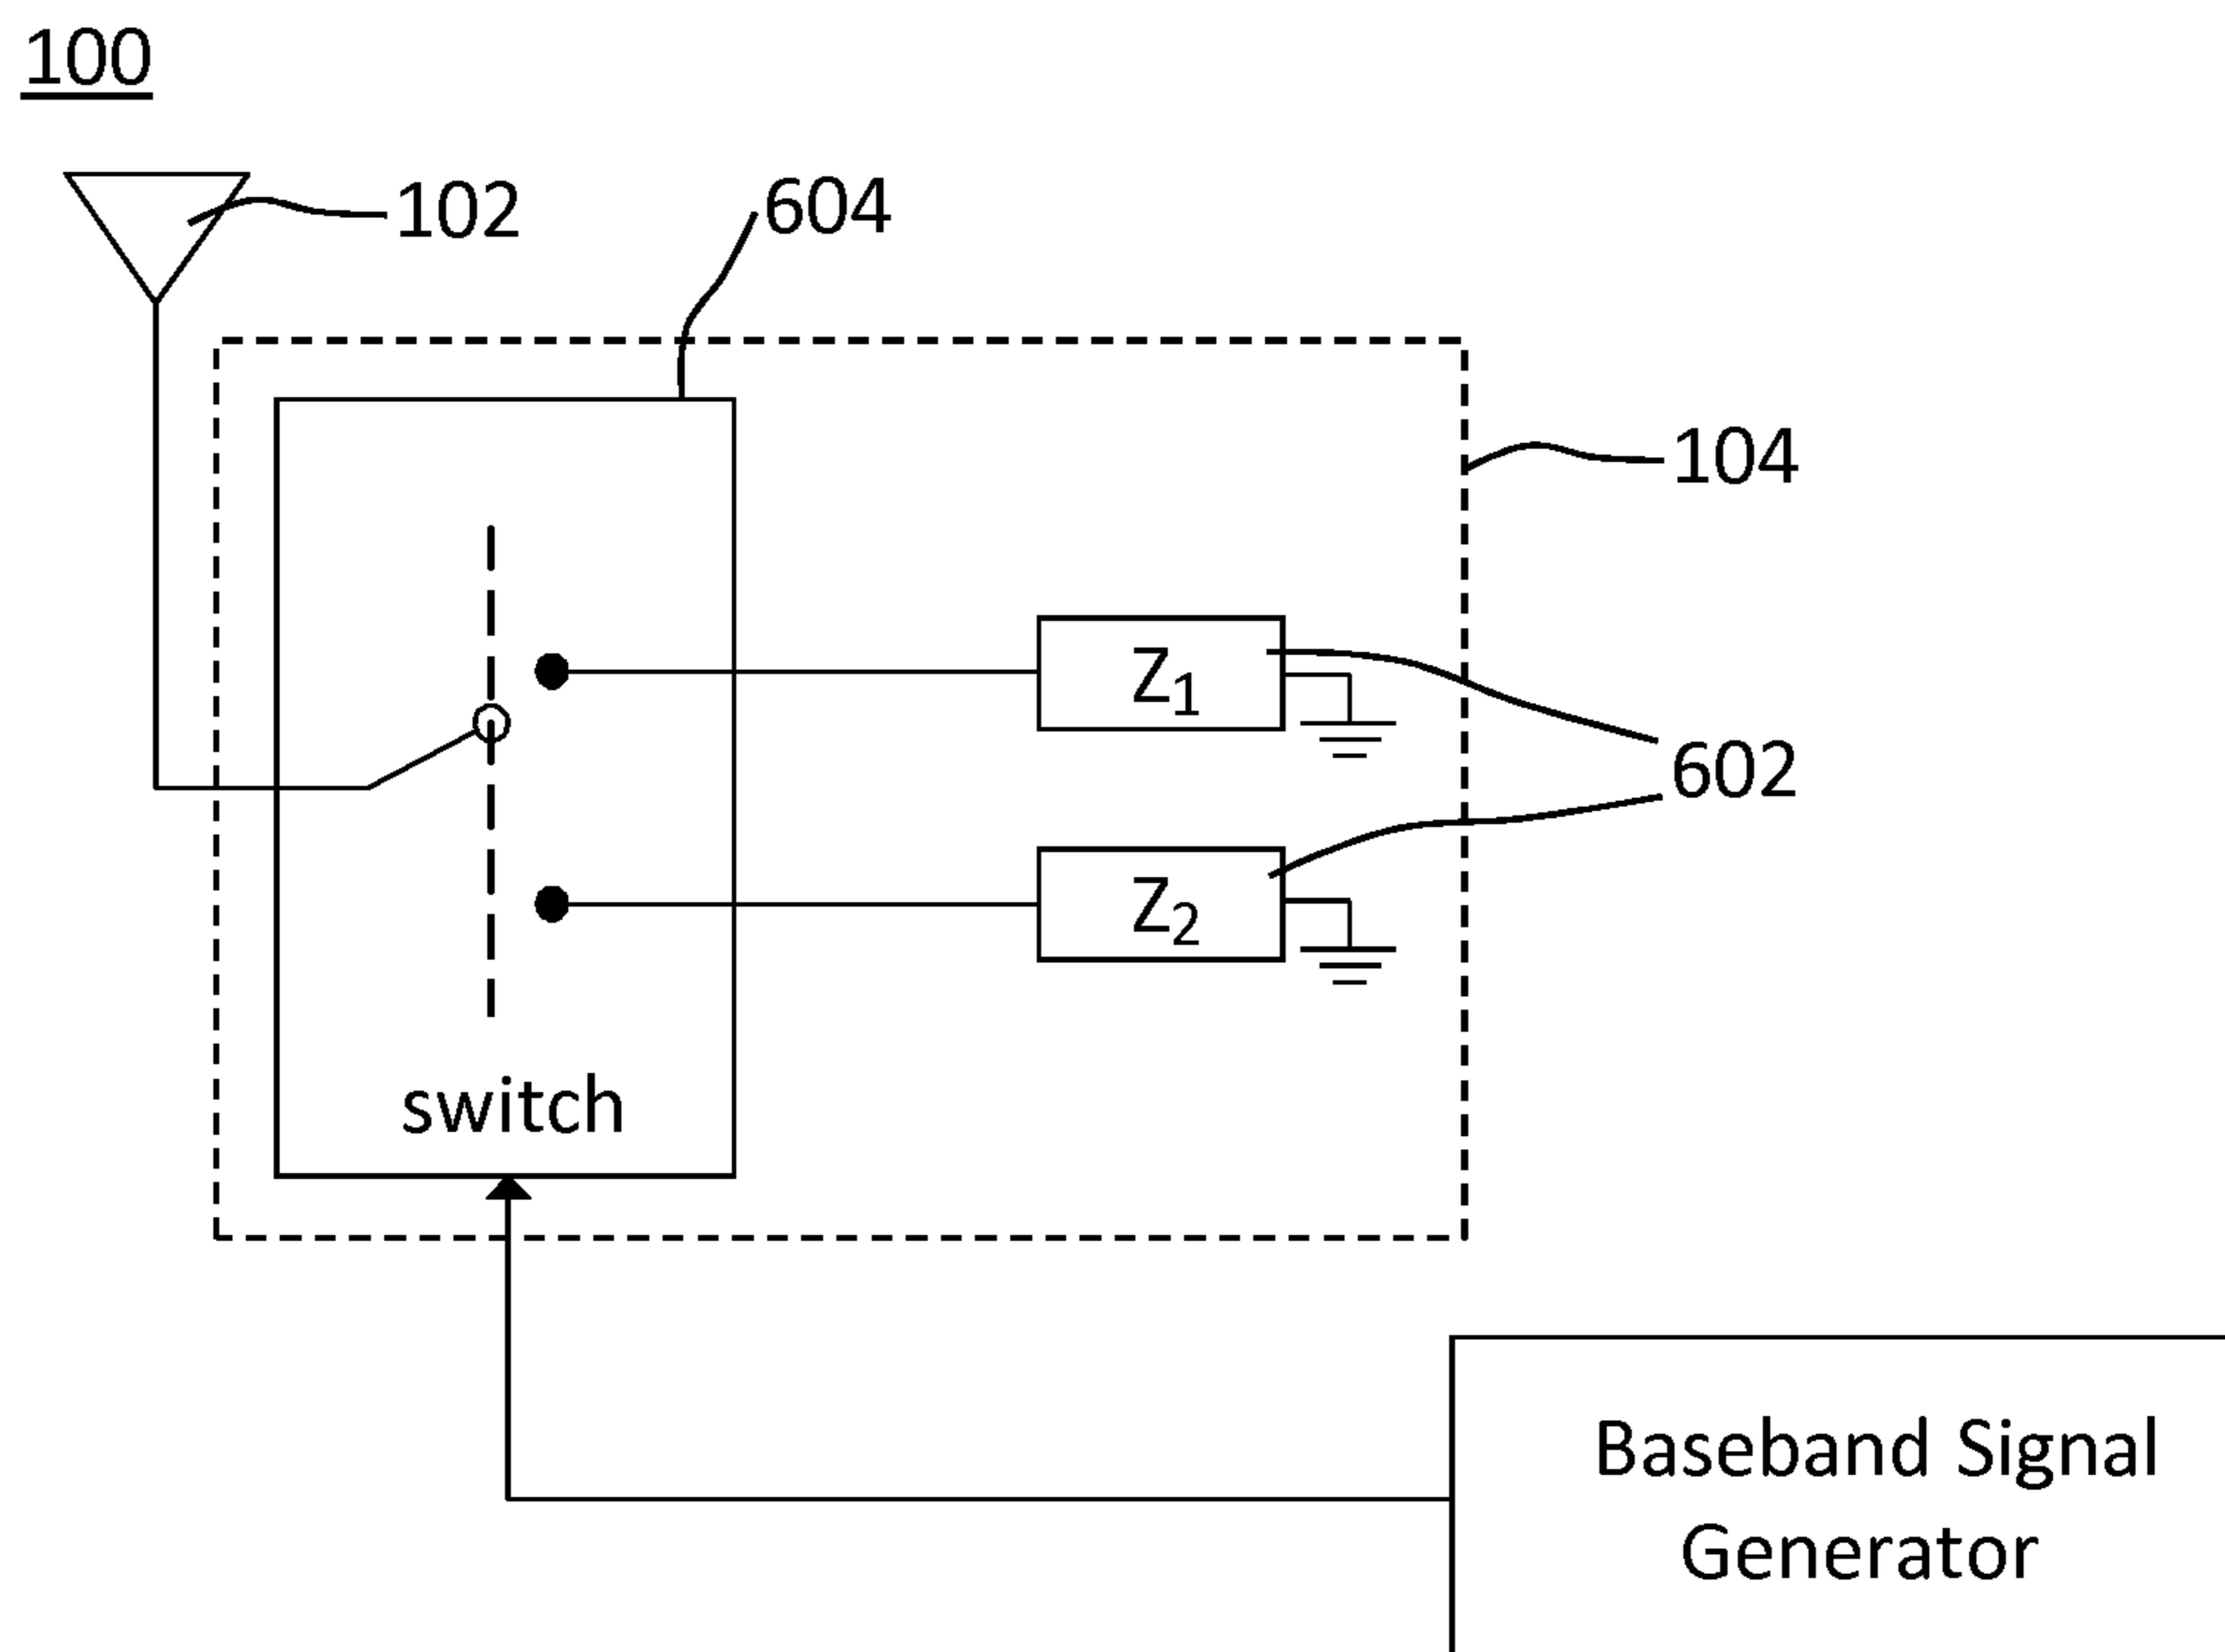 100
102
604
104
Z1
602
Z2
switch
Baseband Signal
Generator